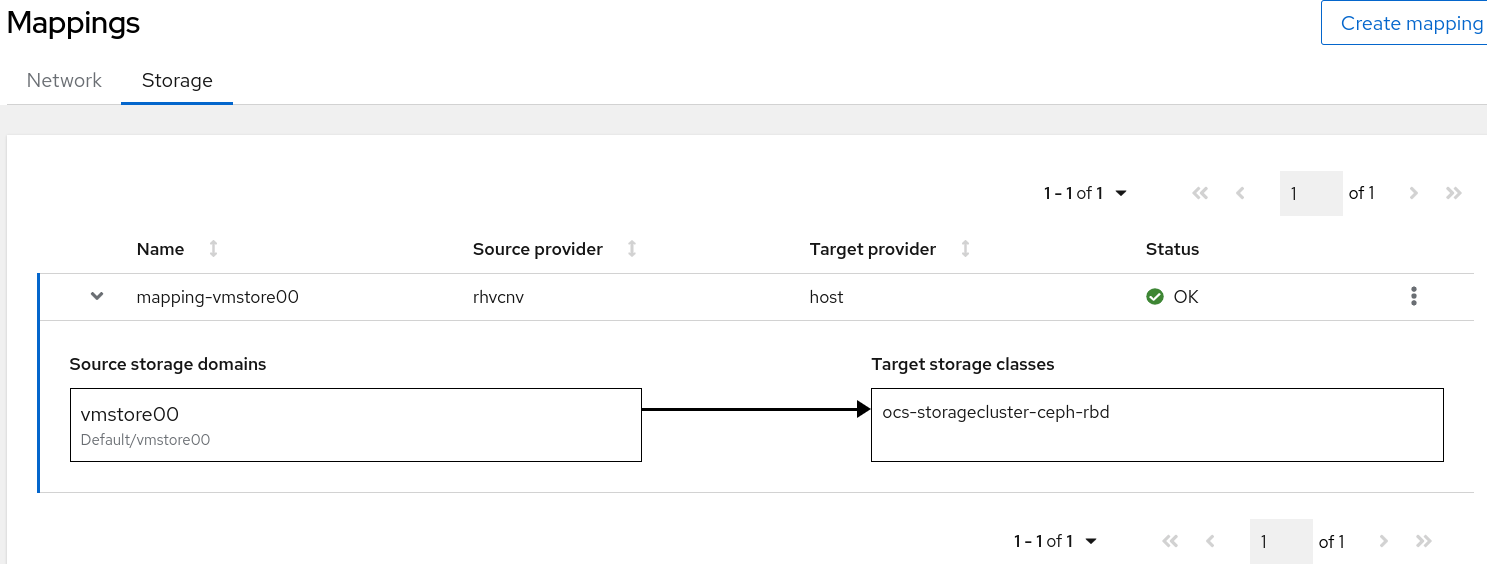 Mappings
Create mapping
Network Storage
1 - 1 of 1 1 of 1
Name Source provider Target provider Status
mapping-vmstore00 rhvcnv host OK
Source storage domains Target storage classes
vmstore00 ocs-storagecluster-ceph-rbd
Default/vmstore00
1 - 1 of 1 1 of 1